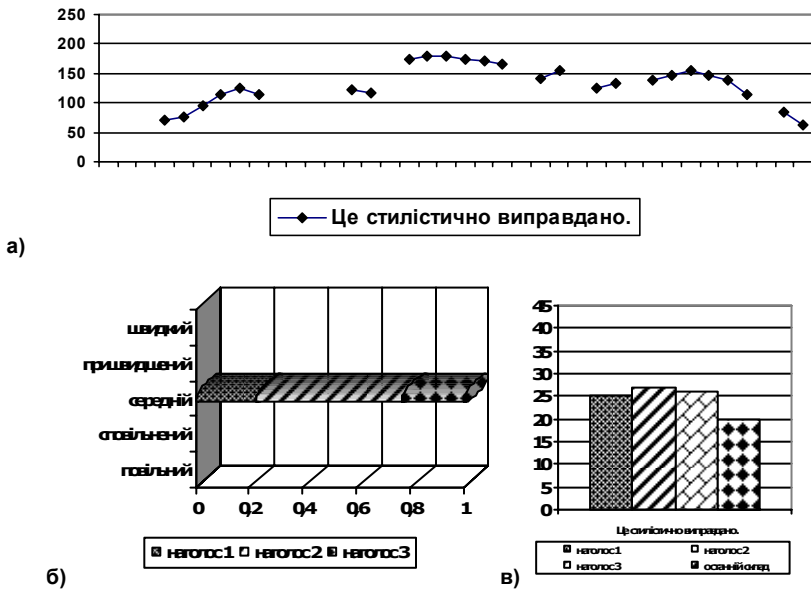 250
200
150
100
50
0
Це стилістично виправдано.
а)
швидкий
пришвидшений
середній
сповільнений
повільний
0 0,2 0,4 0,6 0,8 1
наголос1 наголос2 наголос3
б)
45
40
35
30
25
20
15
10
5
0
Це стилістично виправдано.
наголос1 наголос2
наголос3 останній склад
в)